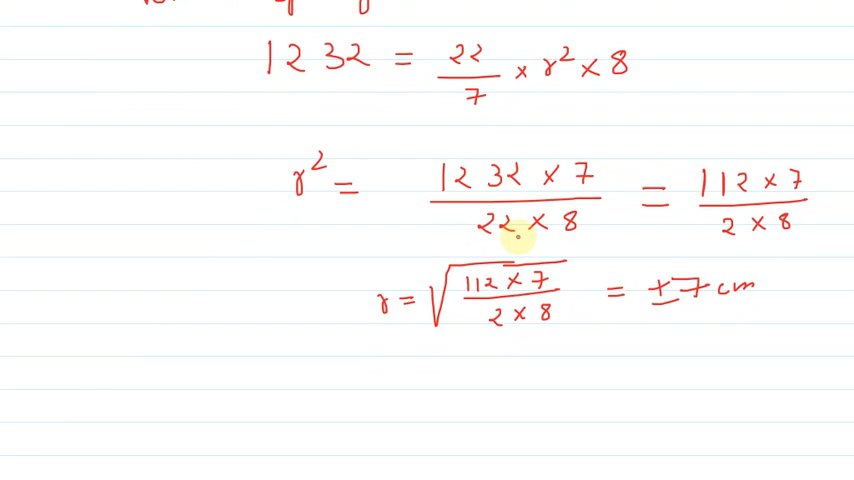 1232 = 22/7 × r² × 8
r² = 1232 × 7 / 22 × 8 = 112 × 7 / 2 × 8
r = √(112 × 7 / 2 × 8) = ±7 cm